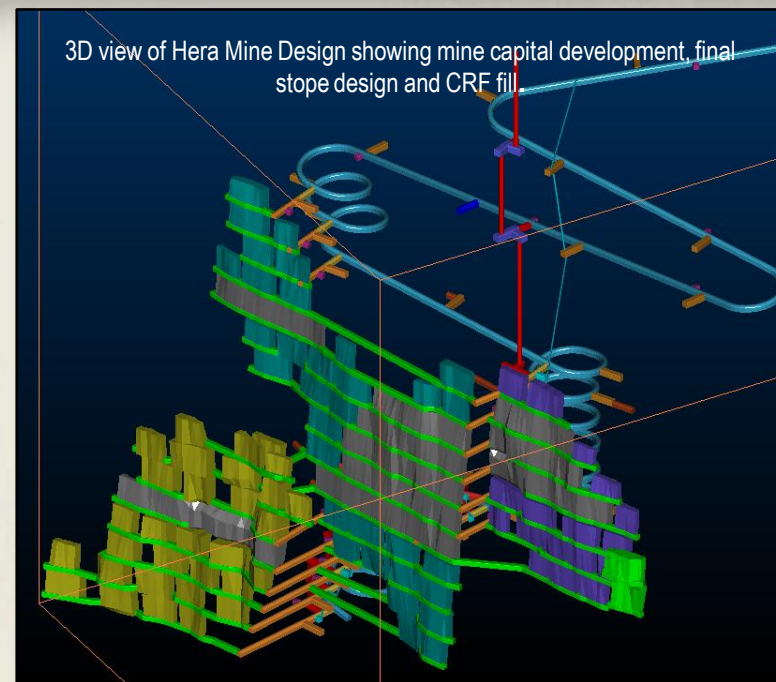 3D view of Hera Mine Design showing mine capital development, final
stope design and CRF fill.